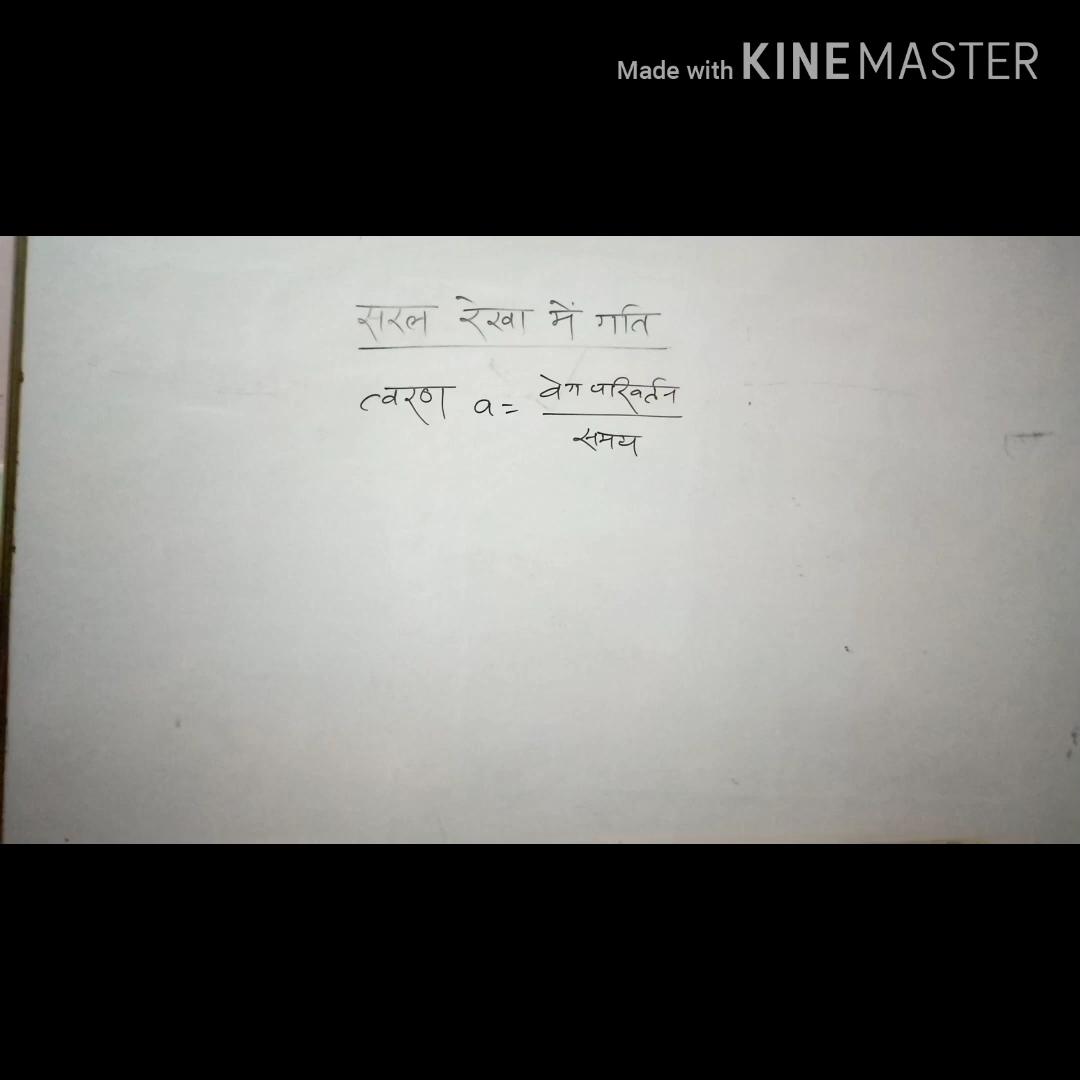 Made with KINEMASTER
सरल रेखा में गति
त्वरण a = वेग परिवर्तन
समय